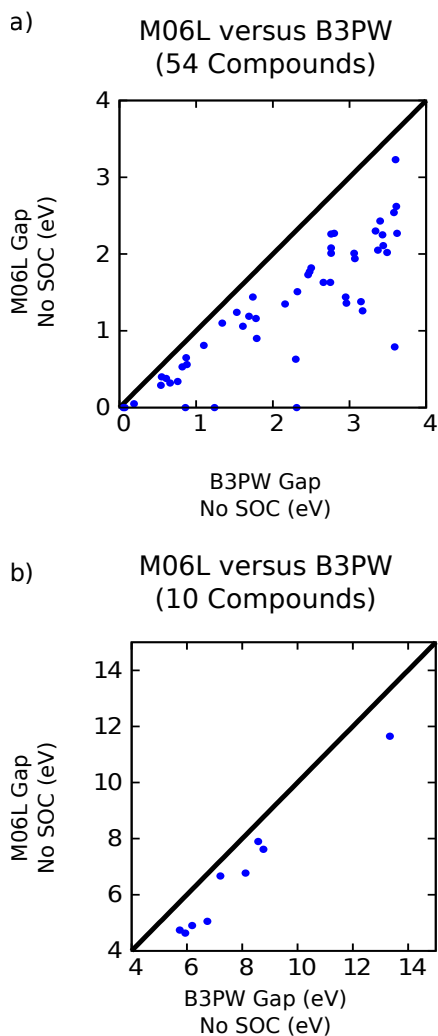 a)
M06L versus B3PW
(54 Compounds)
4
3
2
1
0
M06L Gap
No SOC (eV)
0 1 2 3 4
B3PW Gap
No SOC (eV)
b)
M06L versus B3PW
(10 Compounds)
14
12
10
8
6
4
M06L Gap
No SOC (eV)
4 6 8 10 12 14
B3PW Gap (eV)
No SOC (eV)